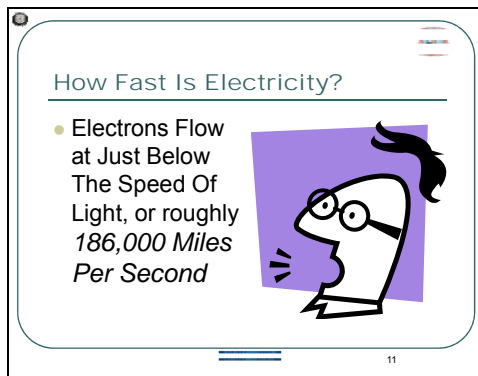 How Fast Is Electricity?
Electrons Flow
at Just Below
The Speed Of
Light, or roughly
186,000 Miles
Per Second
11